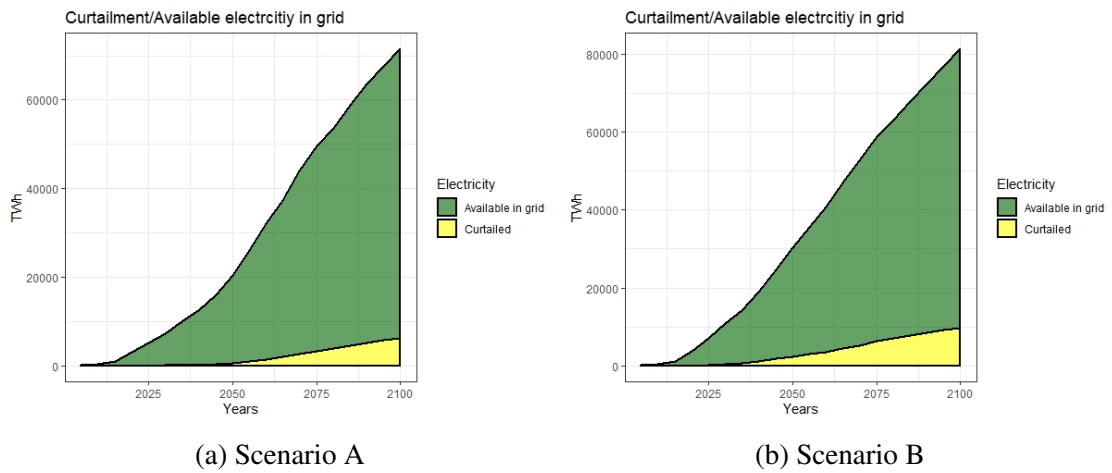 Curtailment/Available electrcitiy in grid
TWh
60000
40000
20000
0
2025
2050
2075
2100
Years
Electricity
Available in grid
Curtailed
(a) Scenario A
Curtailment/Available electrcitiy in grid
TWh
80000
60000
40000
20000
0
2025
2050
2075
2100
Years
Electricity
Available in grid
Curtailed
(b) Scenario B